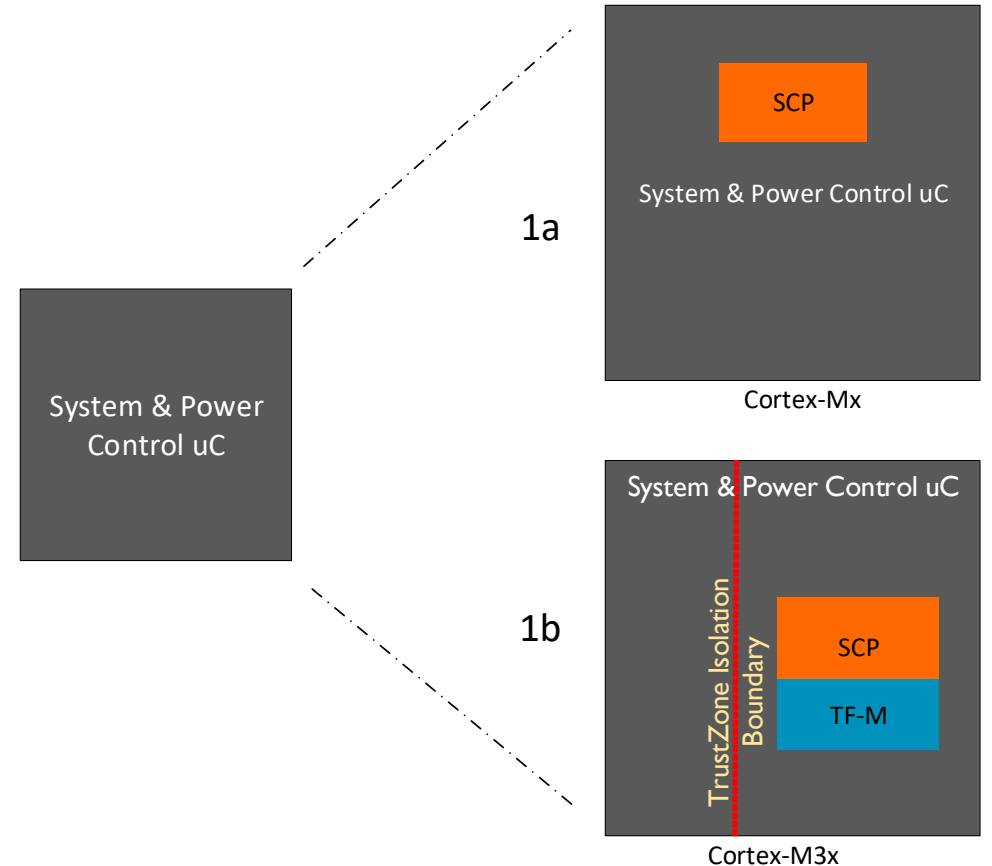 System & Power
Control uC
1a
SCP
System & Power Control uC
Cortex-Mx
1b
System & Power Control uC
TrustZone Isolation
Boundary
SCP
TF-M
Cortex-M3x